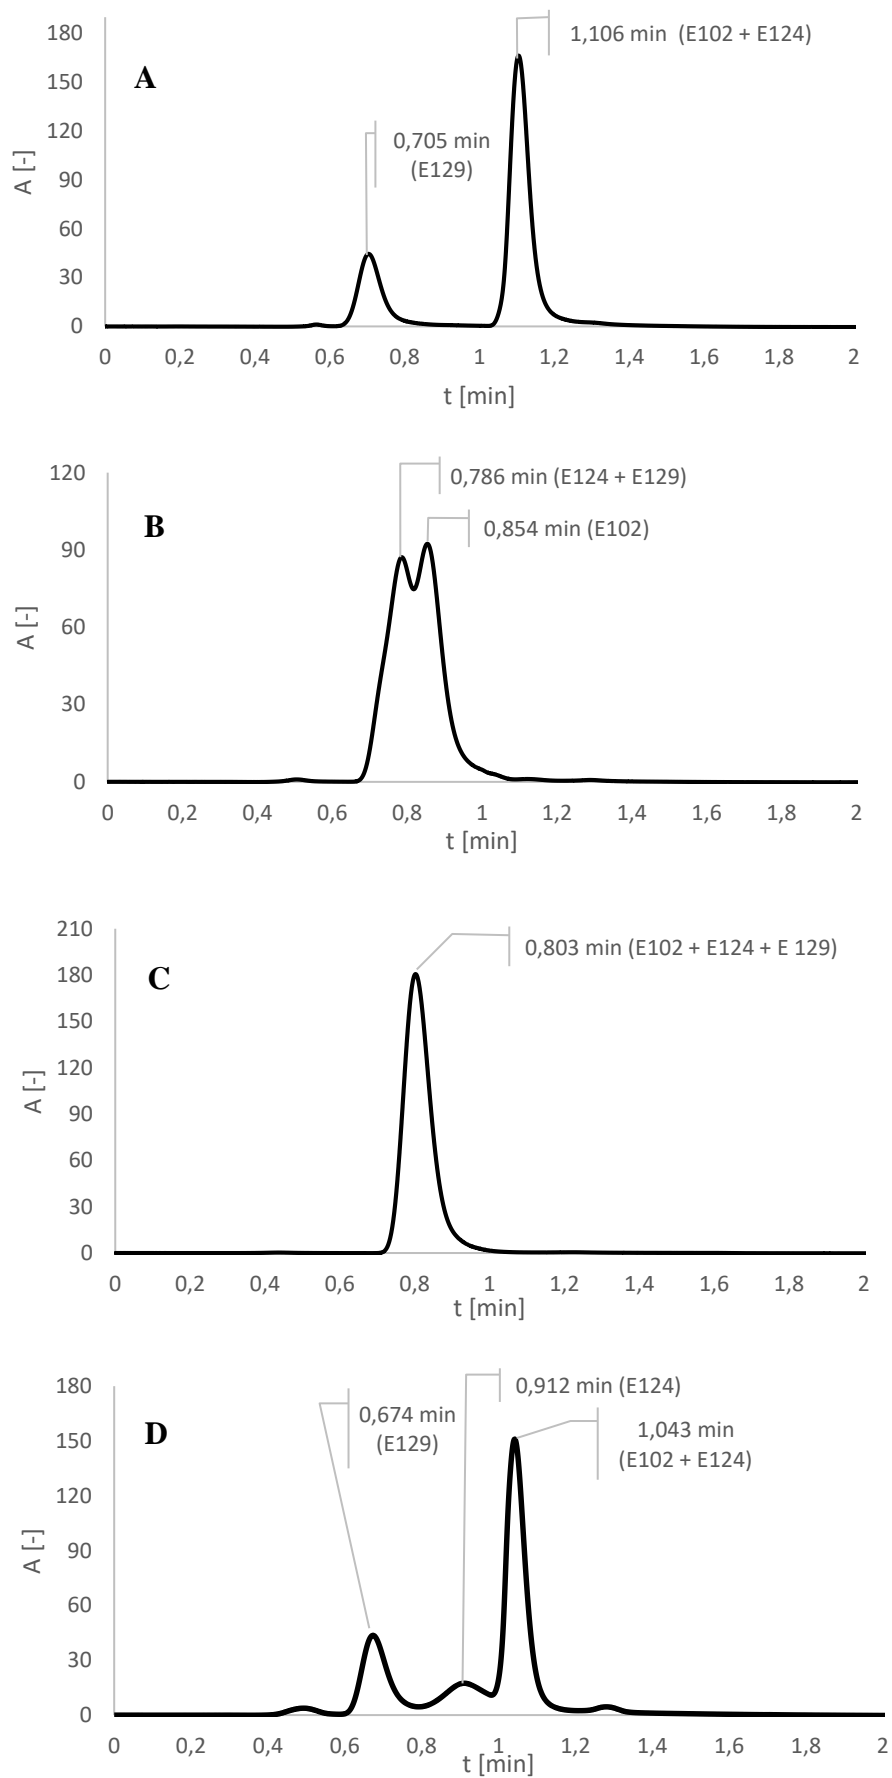 180
1,106 min (E102 + E124)
A
150
120
0,705 min
(E129)
A [-]
90
60
30
0
0 0,2 0,4 0,6 0,8 1 1,2 1,4 1,6 1,8 2
t [min]
120
0,786 min (E124 + E129)
B
0,854 min (E102)
90
A [-]
60
30
0
0 0,2 0,4 0,6 0,8 1 1,2 1,4 1,6 1,8 2
t [min]
210
0,803 min (E102 + E124 + E 129)
180
C
150
120
A [-]
90
60
30
0
0 0,2 0,4 0,6 0,8 1 1,2 1,4 1,6 1,8 2
t [min]
180
0,912 min (E124)
0,674 min
(E129)
D
1,043 min
(E102 + E124)
150
120
A [-]
90
60
30
0
0 0,2 0,4 0,6 0,8 1 1,2 1,4 1,6 1,8 2
t [min]